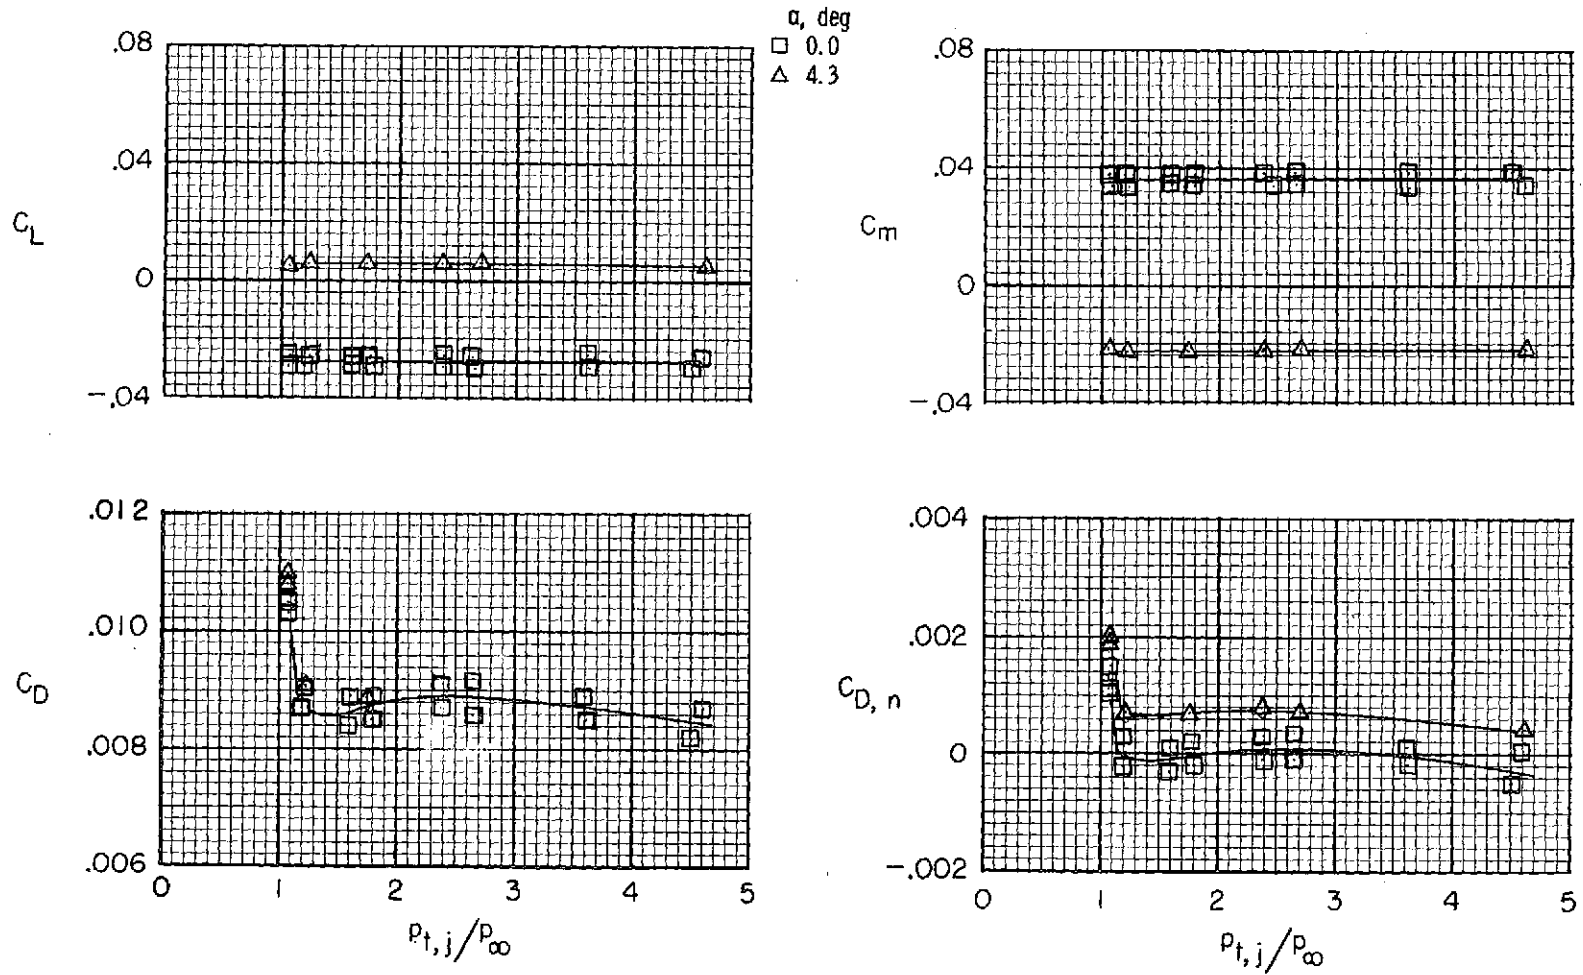 α, deg
□ 0.0
△ 4.3
.08
.04
0
-.04
C_L
.08
.04
0
-.04
C_m
.012
.010
.008
.006
C_D
0 1 2 3 4 5
p_t,j/p_∞
.004
.002
0
-.002
C_D,n
0 1 2 3 4 5
p_t,j/p_∞